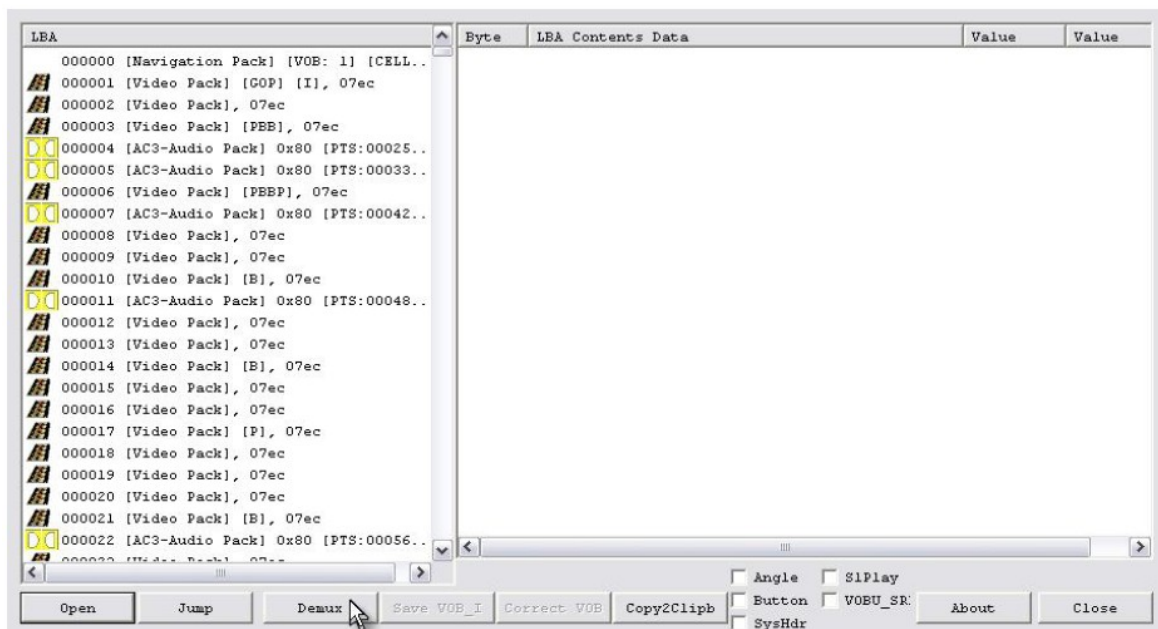 LBA
Byte LBA Contents Data Value Value
000000 [Navigation Pack] [VOB: 1] [CELL..
000001 [Video Pack] [GOP] [I], 07ec
000002 [Video Pack], 07ec
000003 [Video Pack] [PBB], 07ec
000004 [AC3-Audio Pack] 0x80 [PTS:00025..
000005 [AC3-Audio Pack] 0x80 [PTS:00033..
000006 [Video Pack] [PBBP], 07ec
000007 [AC3-Audio Pack] 0x80 [PTS:00042..
000008 [Video Pack], 07ec
000009 [Video Pack], 07ec
000010 [Video Pack] [B], 07ec
000011 [AC3-Audio Pack] 0x80 [PTS:00048..
000012 [Video Pack], 07ec
000013 [Video Pack], 07ec
000014 [Video Pack] [B], 07ec
000015 [Video Pack], 07ec
000016 [Video Pack], 07ec
000017 [Video Pack] [P], 07ec
000018 [Video Pack], 07ec
000019 [Video Pack], 07ec
000020 [Video Pack], 07ec
000021 [Video Pack] [B], 07ec
000022 [AC3-Audio Pack] 0x80 [PTS:00056..
Angle SlPlay
Open Jump Demux Save VOB_I Correct VOB Copy2Clipb Button VOBU_SR About Close
SysHdr